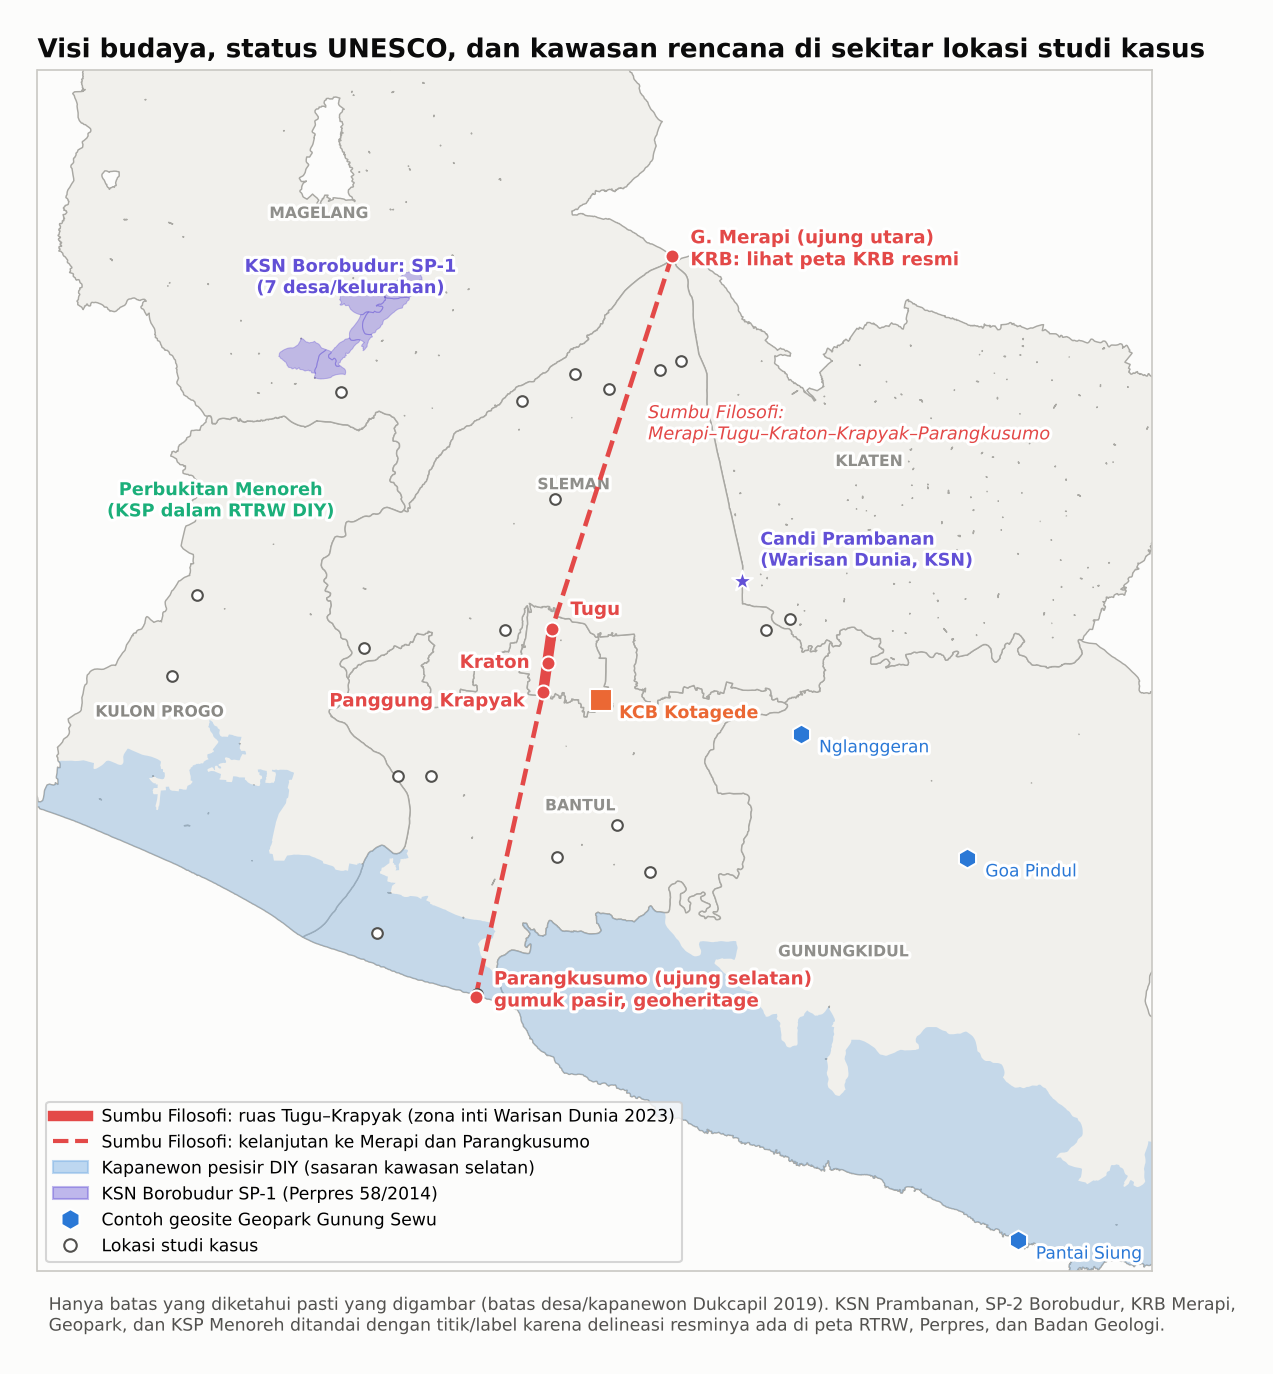 Visi budaya, status UNESCO, dan kawasan rencana di sekitar lokasi studi kasus
MAGELANG
G. Merapi (ujung utara)
KRB: lihat peta KRB resmi
KSN Borobudur: SP-1
(7 desa/kelurahan)
Sumbu Filosofi:
Merapi–Tugu–Kraton–Krapyak–Parangkusumo
KLATEN
SLEMAN
Perbukitan Menoreh
(KSP dalam RTRW DIY)
Candi Prambanan
(Warisan Dunia, KSN)
Tugu
Kraton
Panggung Krapyak
KULON PROGO
KCB Kotagede
Nglanggeran
BANTUL
Goa Pindul
GUNUNGKIDUL
Parangkusumo (ujung selatan)
gumuk pasir, geoheritage
Sumbu Filosofi: ruas Tugu–Krapyak (zona inti Warisan Dunia 2023)
Sumbu Filosofi: kelanjutan ke Merapi dan Parangkusumo
Kapanewon pesisir DIY (sasaran kawasan selatan)
KSN Borobudur SP-1 (Perpres 58/2014)
Contoh geosite Geopark Gunung Sewu
Lokasi studi kasus
Pantai Siung
Hanya batas yang diketahui pasti yang digambar (batas desa/kapanewon Dukcapil 2019). KSN Prambanan, SP-2 Borobudur, KRB Merapi,
Geopark, dan KSP Menoreh ditandai dengan titik/label karena delineasi resminya ada di peta RTRW, Perpres, dan Badan Geologi.